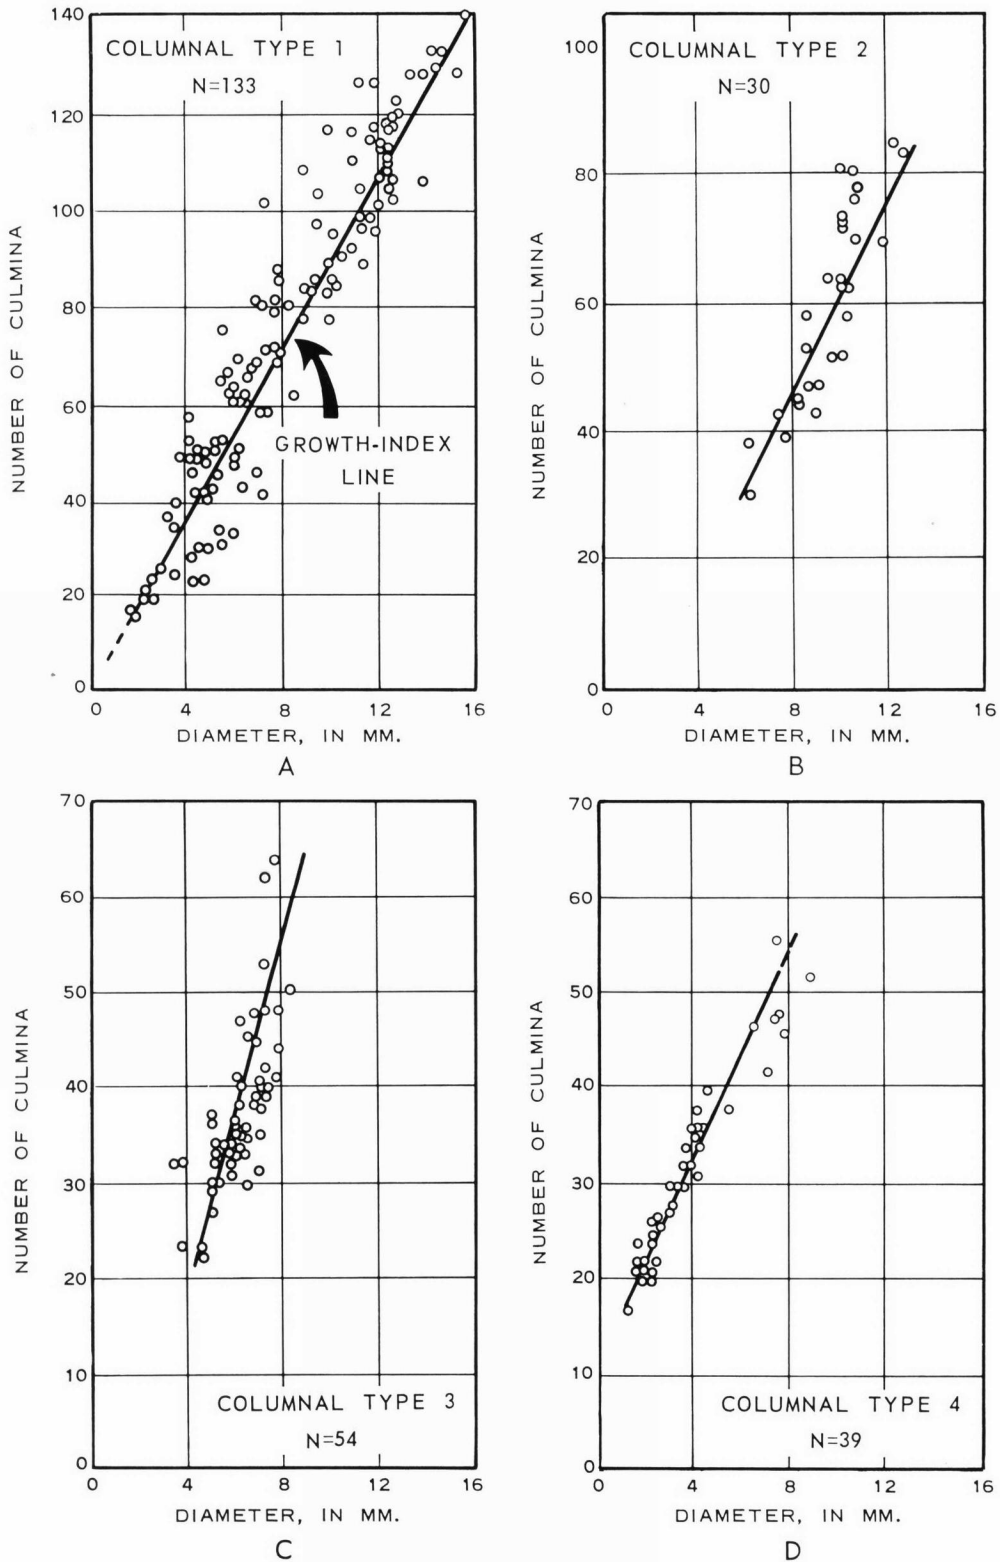 140
120
100
80
60
40
20
0
NUMBER OF CULMINA
COLUMNAL TYPE 1
N=133
GROWTH-INDEX
LINE
0 4 8 12 16
DIAMETER, IN MM.
A
100
80
60
40
20
0
NUMBER OF CULMINA
COLUMNAL TYPE 2
N=30
0 4 8 12 16
DIAMETER, IN MM.
B
70
60
50
40
30
20
10
0
NUMBER OF CULMINA
COLUMNAL TYPE 3
N=54
0 4 8 12 16
DIAMETER, IN MM.
C
70
60
50
40
30
20
10
0
NUMBER OF CULMINA
COLUMNAL TYPE 4
N=39
0 4 8 12 16
DIAMETER, IN MM.
D